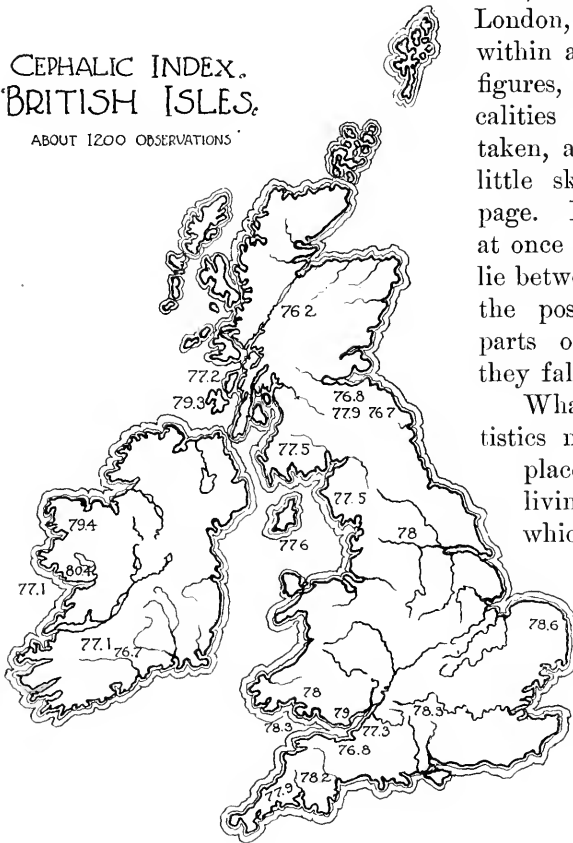 CEPHALIC INDEX.
BRITISH ISLES.
ABOUT 1200 OBSERVATIONS
London,
within a
figures,
calities
taken, a
little sk
page.
at once
lie betw
the pos
parts o
they fal
Wha
tistics n
place
livin
whic
76 2
77.2
79.3
76.8
77.9 76.7
77.5
77.5
79.4
77.6
78
80.4
77.1
77.1
76.7
78.6
78
79
78.3
78.3
77.3
76.8
78.2
77.9